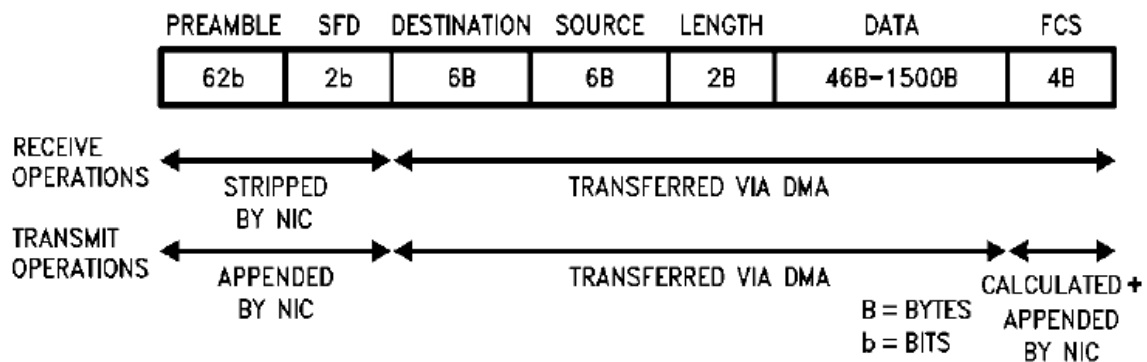 PREAMBLE SFD DESTINATION SOURCE LENGTH DATA FCS
62b 2b 6B 6B 2B 46B–1500B 4B
RECEIVE
OPERATIONS
STRIPPED
BY NIC
TRANSFERRED VIA DMA
TRANSMIT
OPERATIONS
APPENDED
BY NIC
TRANSFERRED VIA DMA
CALCULATED +
APPENDED
BY NIC
B = BYTES
b = BITS